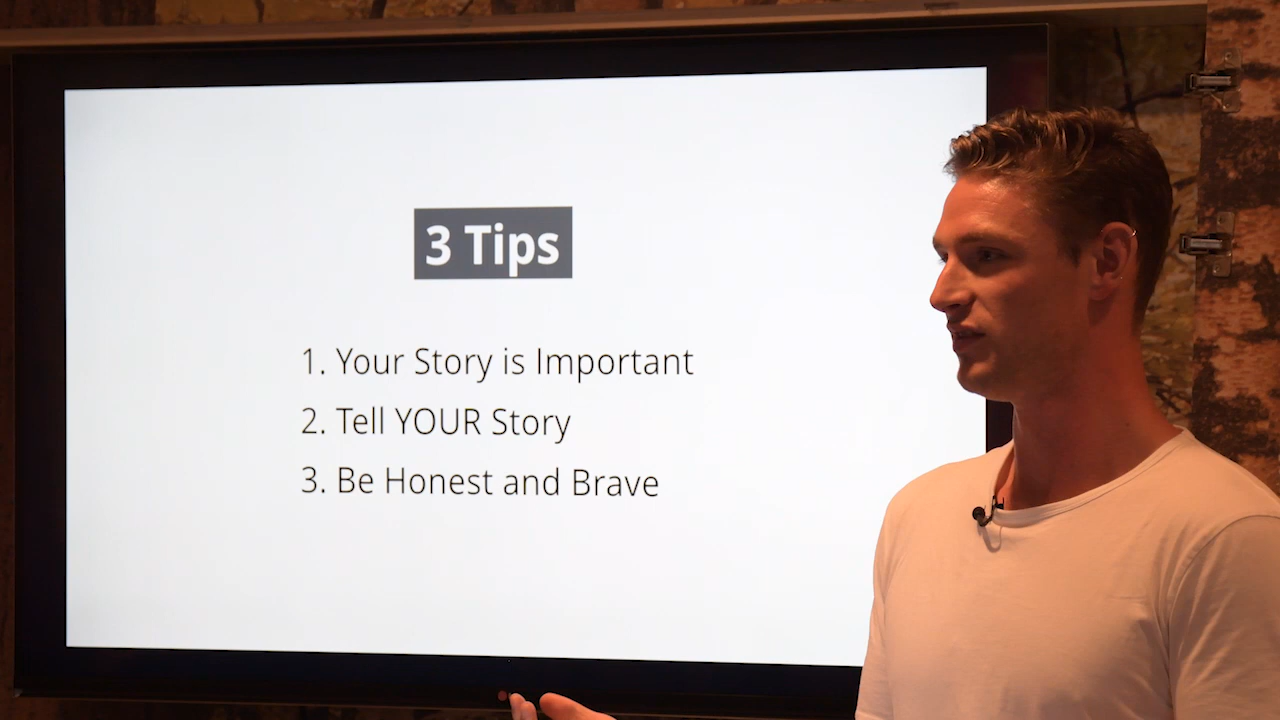 3 Tips
1. Your Story is Important
2. Tell YOUR Story
3. Be Honest and Brave